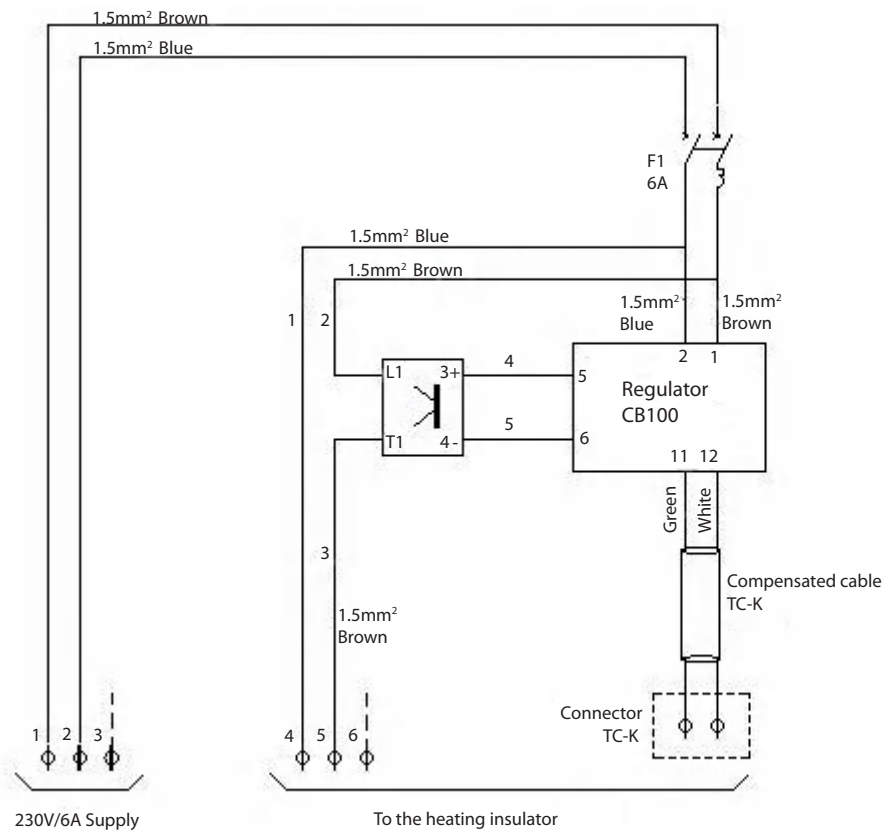 1.5mm² Brown
1.5mm² Blue
F1
6A
1.5mm² Blue
1.5mm² Brown
1.5mm²
Blue
1.5mm²
Brown
1
2
2
1
L1
3+
4
5
Regulator
CB100
T1
4 -
5
6
11
12
Green
White
3
Compensated cable
TC-K
1.5mm²
Brown
Connector
TC-K
1
2
3
4
5
6
230V/6A Supply
To the heating insulator